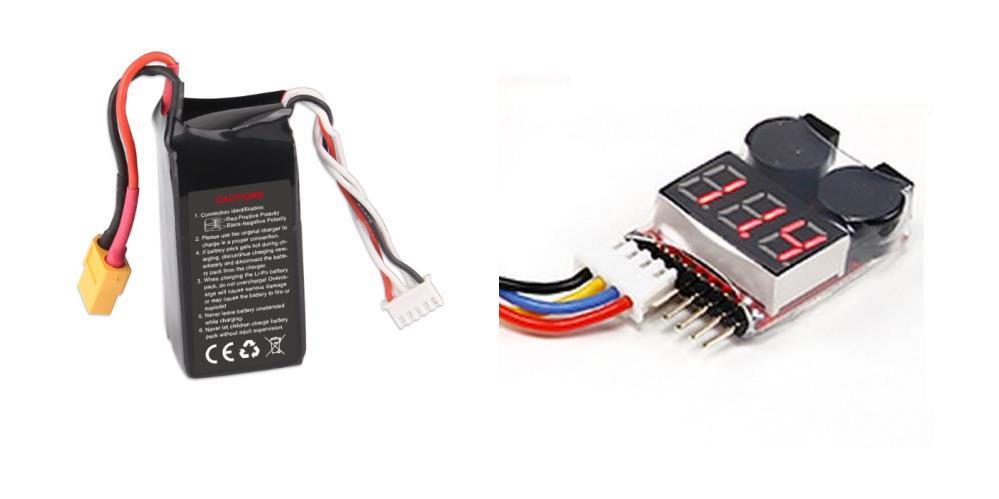 CAUTIONS
1. Connection identification:
Red-Positive Polarity
Black-Negative Polarity
2. Please use the original charger to
charge in a proper connection.
4. If battery pack gets hot during ch-
arging, discontinue charging imm-
ediately and disconnect the batte-
ry pack from the charger.
3. When charging the Li-Po battery
pack, do not overcharge! Overch-
arge will cause serious damage
or may cause the battery to fire or
explode!
5. Never leave battery unabended
while charging.
6. Never let children charge battery
pack without adult supervision.
CE